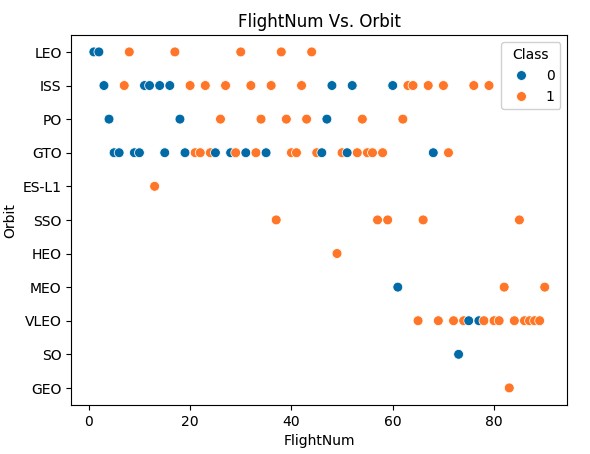 FlightNum Vs. Orbit
Class
0
1
LEO
ISS
PO
GTO
ES-L1
SSO
HEO
MEO
VLEO
SO
GEO
Orbit
0 20 40 60 80
FlightNum